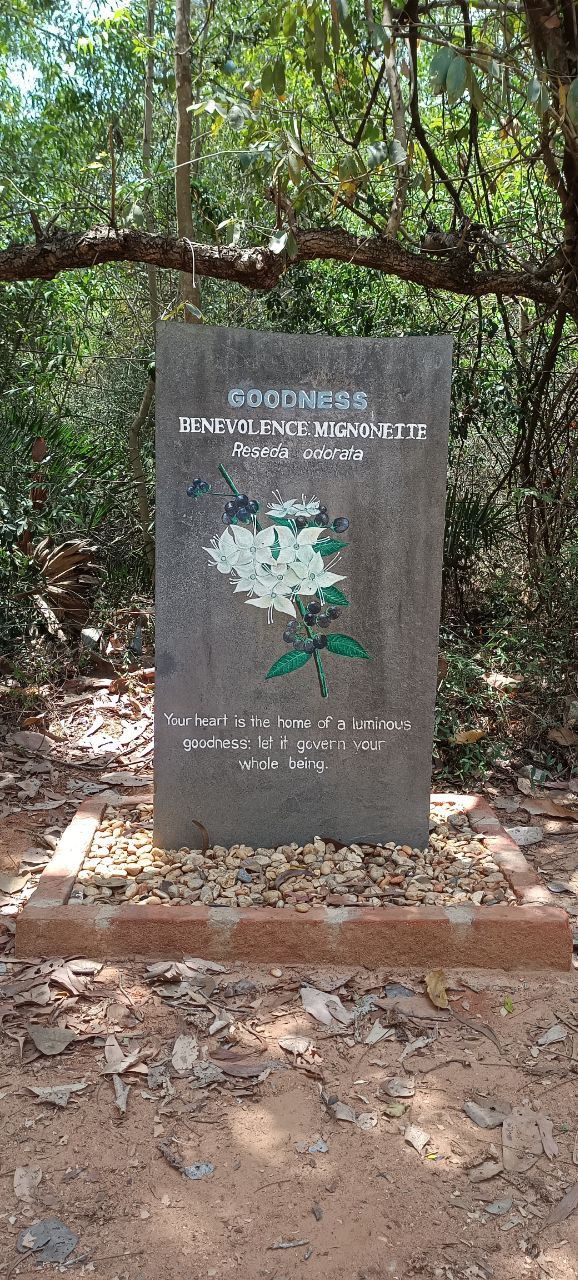 GOODNESS
BENEVOLENCE. MIGNONETTE
Reseda odorata
Your heart is the home of a luminous
goodness: let it govern your
whole being.